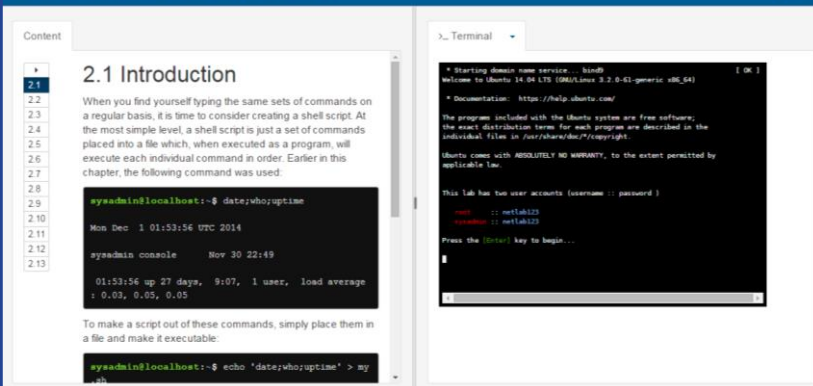 Content
2.1
2.2
2.3
2.4
2.5
2.6
2.7
2.8
2.9
2.10
2.11
2.12
2.13
2.1 Introduction
When you find yourself typing the same sets of commands on
a regular basis, it is time to consider creating a shell script. At
the most simple level, a shell script is just a set of commands
placed into a file which, when executed as a program, will
execute each individual command in order. Earlier in this
chapter, the following command was used:
sysadmin@localhost:~$ date;who;uptime
Mon Dec  1 01:53:56 UTC 2014
sysadmin console     Nov 30 22:49
01:53:56 up 27 days,  9:07,  1 user,  load average
: 0.03, 0.05, 0.05
To make a script out of these commands, simply place them in
a file and make it executable:
sysadmin@localhost:~$ echo 'date;who;uptime' > my
.sh
>_ Terminal
* Starting domain name service... bind9 [ OK ]
Welcome to Ubuntu 14.04 LTS (GNU/Linux 3.2.0-61-generic x86_64)
* Documentation:  https://help.ubuntu.com/
The programs included with the Ubuntu system are free software;
the exact distribution terms for each program are described in the
individual files in /usr/share/doc/*/copyright.
Ubuntu comes with ABSOLUTELY NO WARRANTY, to the extent permitted by
applicable law.
This lab has two user accounts (username :: password )
root :: netlab123
sysadmin :: netlab123
Press the [Enter] key to begin...